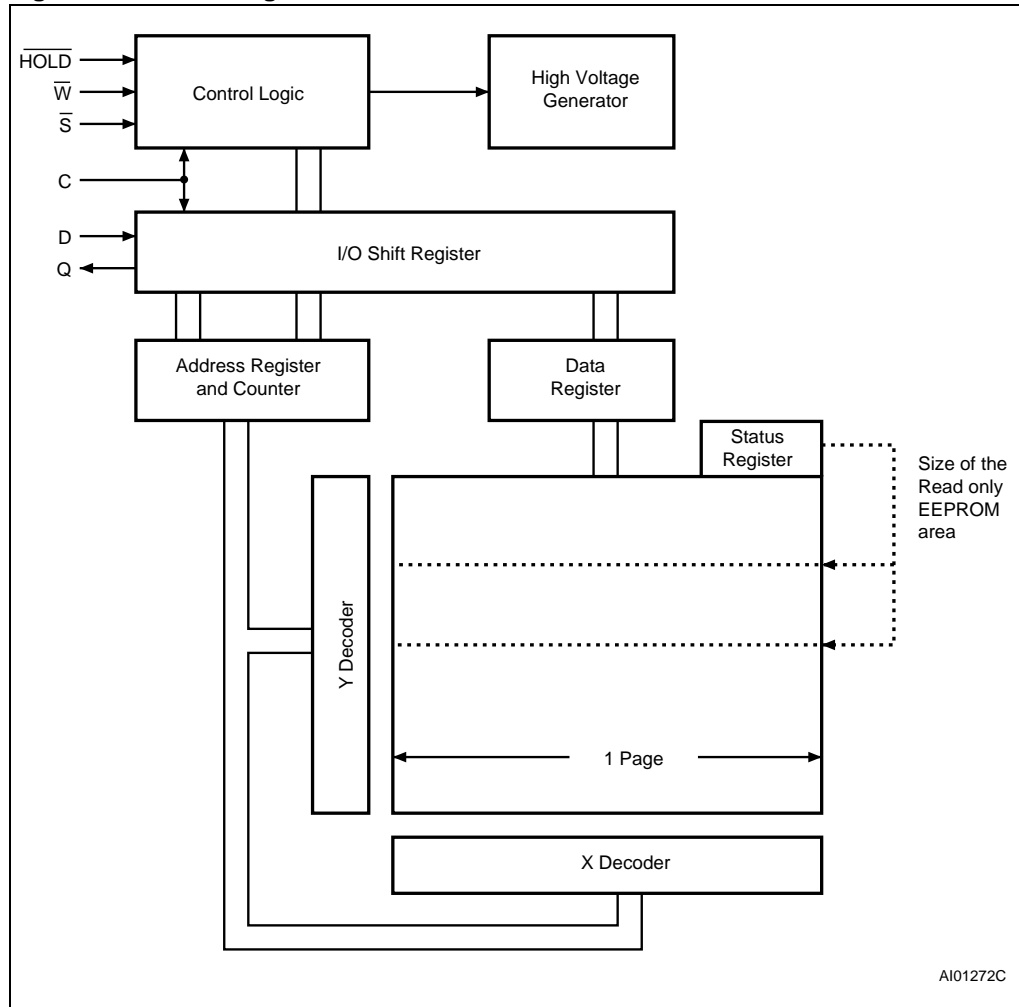 H̅O̅L̅D̅
W̅
S̅
C
D
Q
Control Logic
High Voltage
Generator
I/O Shift Register
Address Register
and Counter
Data
Register
Status
Register
Size of the
Read only
EEPROM
area
Y Decoder
1 Page
X Decoder
AI01272C